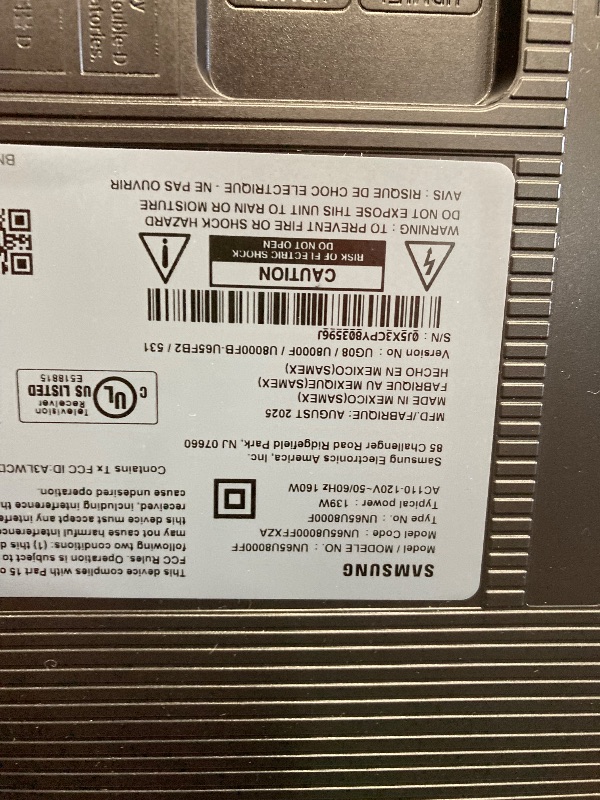 SAMSUNG
Model / MODELE NO. : UN65U8000FF
Model Code : UN65U8000FFXZA
Type No. : UN65U8000F
Typical power : 139W
AC110-120V~50/60Hz 160W
Samsung Electronics America, Inc.
85 Challenger Road Ridgefield Park, NJ 07660
MFD./FABRIQUE: AUGUST 2025
MADE IN MEXICO(SAMEX)
FABRIQUE AU MEXIQUE(SAMEX)
HECHO EN MEXICO(SAMEX)
Version No : UG08 / U8000F / U8000FB-U65FB2 / 531
S/N : 0J5X3CPY803596J
CAUTION
RISK OF ELECTRIC SHOCK
DO NOT OPEN
WARNING : TO PREVENT FIRE OR SHOCK HAZARD
DO NOT EXPOSE THIS UNIT TO RAIN OR MOISTURE
AVIS : RISQUE DE CHOC ELECTRIQUE - NE PAS OUVRIR
This device complies with Part 15
FCC Rules. Operation is subject to
following two conditions: (1) this
may not cause harmful interference
this device must accept any
received, including interference
cause undesired operation.
Contains Tx FCC ID:
C UL US LISTED
Television
Receiver
E518815